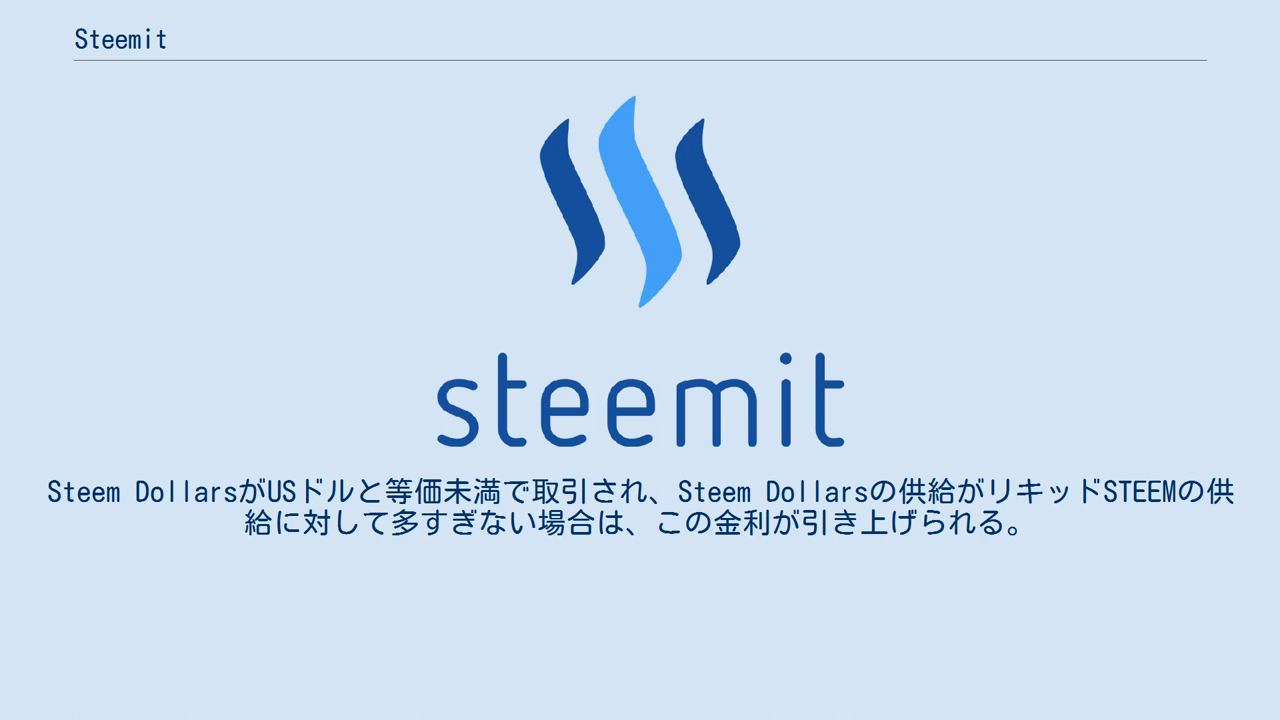 Steemit
steemit
Steem DollarsがUSドルと等価未満で取引され、Steem Dollarsの供給がリキッドSTEEMの供
給に対して多すぎない場合は、この金利が引き上げられる。